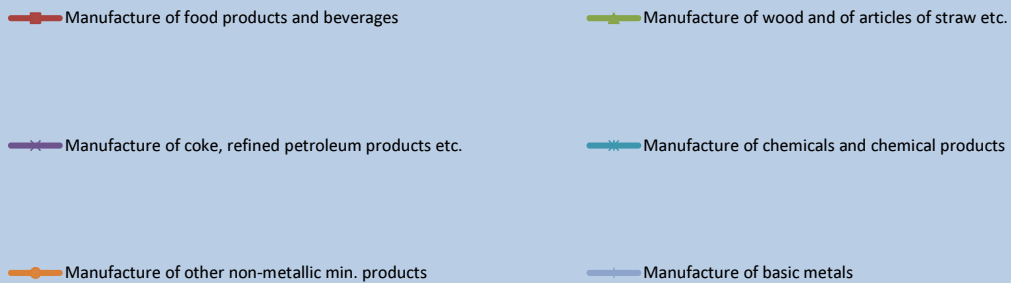 Manufacture of food products and beverages
Manufacture of wood and of articles of straw etc.
Manufacture of coke, refined petroleum products etc.
Manufacture of chemicals and chemical products
Manufacture of other non-metallic min. products
Manufacture of basic metals